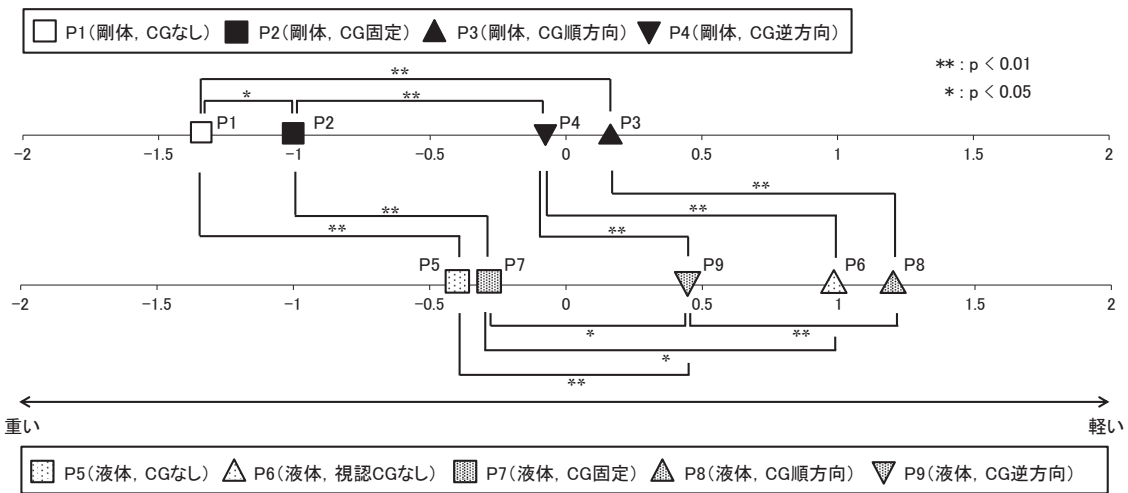 P1(剛体, CGなし) P2(剛体, CG固定) P3(剛体, CG順方向) P4(剛体, CG逆方向)
** : p < 0.01
* : p < 0.05
**
* **
P1 P2 P4 P3
-2 -1.5 -1 -0.5 0 0.5 1 1.5 2
**
** **
** **
P5 P7 P9 P6 P8
-2 -1.5 -1 -0.5 0 0.5 1 1.5 2
* **
*
**
重い 軽い
P5(液体, CGなし) P6(液体, 視認CGなし) P7(液体, CG固定) P8(液体, CG順方向) P9(液体, CG逆方向)